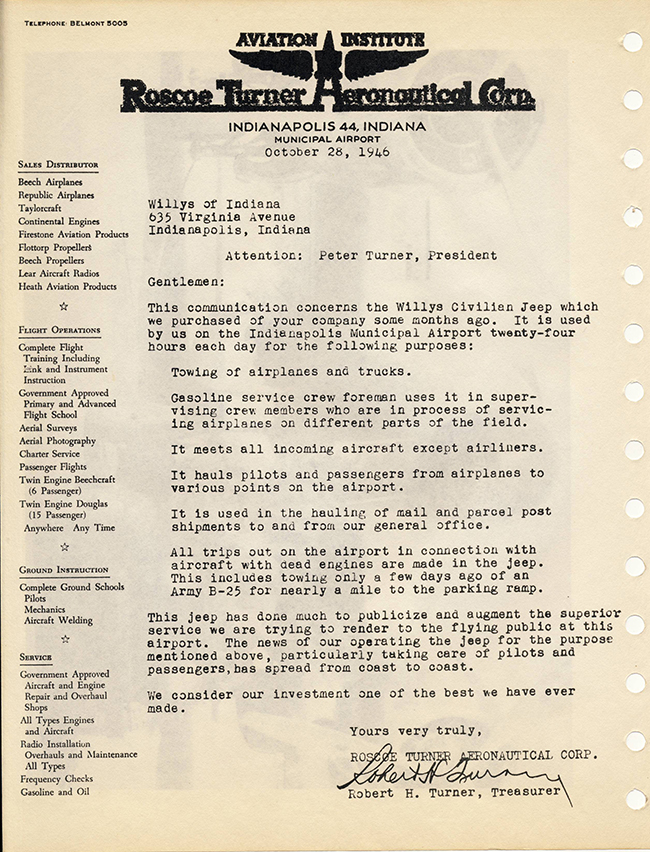 TELEPHONE· BELMONT 5005
AVIATION INSTITUTE
Roscoe Turner Aeronautical Corp.
INDIANAPOLIS 44, INDIANA
MUNICIPAL AIRPORT
October 28, 1946
SALES DISTRIBUTOR
Beech Airplanes
Republic Airplanes
Taylorcraft
Continental Engines
Firestone Aviation Products
Flottorp Propellers
Beech Propellers
Lear Aircraft Radios
Heath Aviation Products
FLIGHT OPERATIONS
Complete Flight
Training Including
Link and Instrument
Instruction
Government Approved
Primary and Advanced
Flight School
Aerial Surveys
Aerial Photography
Charter Service
Passenger Flights
Twin Engine Beechcraft
(6 Passenger)
Twin Engine Douglas
(15 Passenger)
Anywhere Any Time
GROUND INSTRUCTION
Complete Ground Schools
Pilots
Mechanics
Aircraft Welding
SERVICE
Government Approved
Aircraft and Engine
Repair and Overhaul
Shops
All Types Engines
and Aircraft
Radio Installation
Overhauls and Maintenance
All Types
Frequency Checks
Gasoline and Oil
Willys of Indiana
635 Virginia Avenue
Indianapolis, Indiana
Attention: Peter Turner, President
Gentlemen:
This communication concerns the Willys Civilian Jeep which
we purchased of your company some months ago. It is used
by us on the Indianapolis Municipal Airport twenty-four
hours each day for the following purposes:
Towing of airplanes and trucks.
Gasoline service crew foreman uses it in super-
vising crew members who are in process of servic-
ing airplanes on different parts of the field.
It meets all incoming aircraft except airliners.
It hauls pilots and passengers from airplanes to
various points on the airport.
It is used in the hauling of mail and parcel post
shipments to and from our general office.
All trips out on the airport in connection with
aircraft with dead engines are made in the jeep.
This includes towing only a few days ago of an
Army B-25 for nearly a mile to the parking ramp.
This jeep has done much to publicize and augment the superior
service we are trying to render to the flying public at this
airport. The news of our operating the jeep for the purpose
mentioned above, particularly taking care of pilots and
passengers,has spread from coast to coast.
We consider our investment one of the best we have ever
made.
Yours very truly,
ROSCOE TURNER AERONAUTICAL CORP.
Robert H. Turner
Robert H. Turner, Treasurer